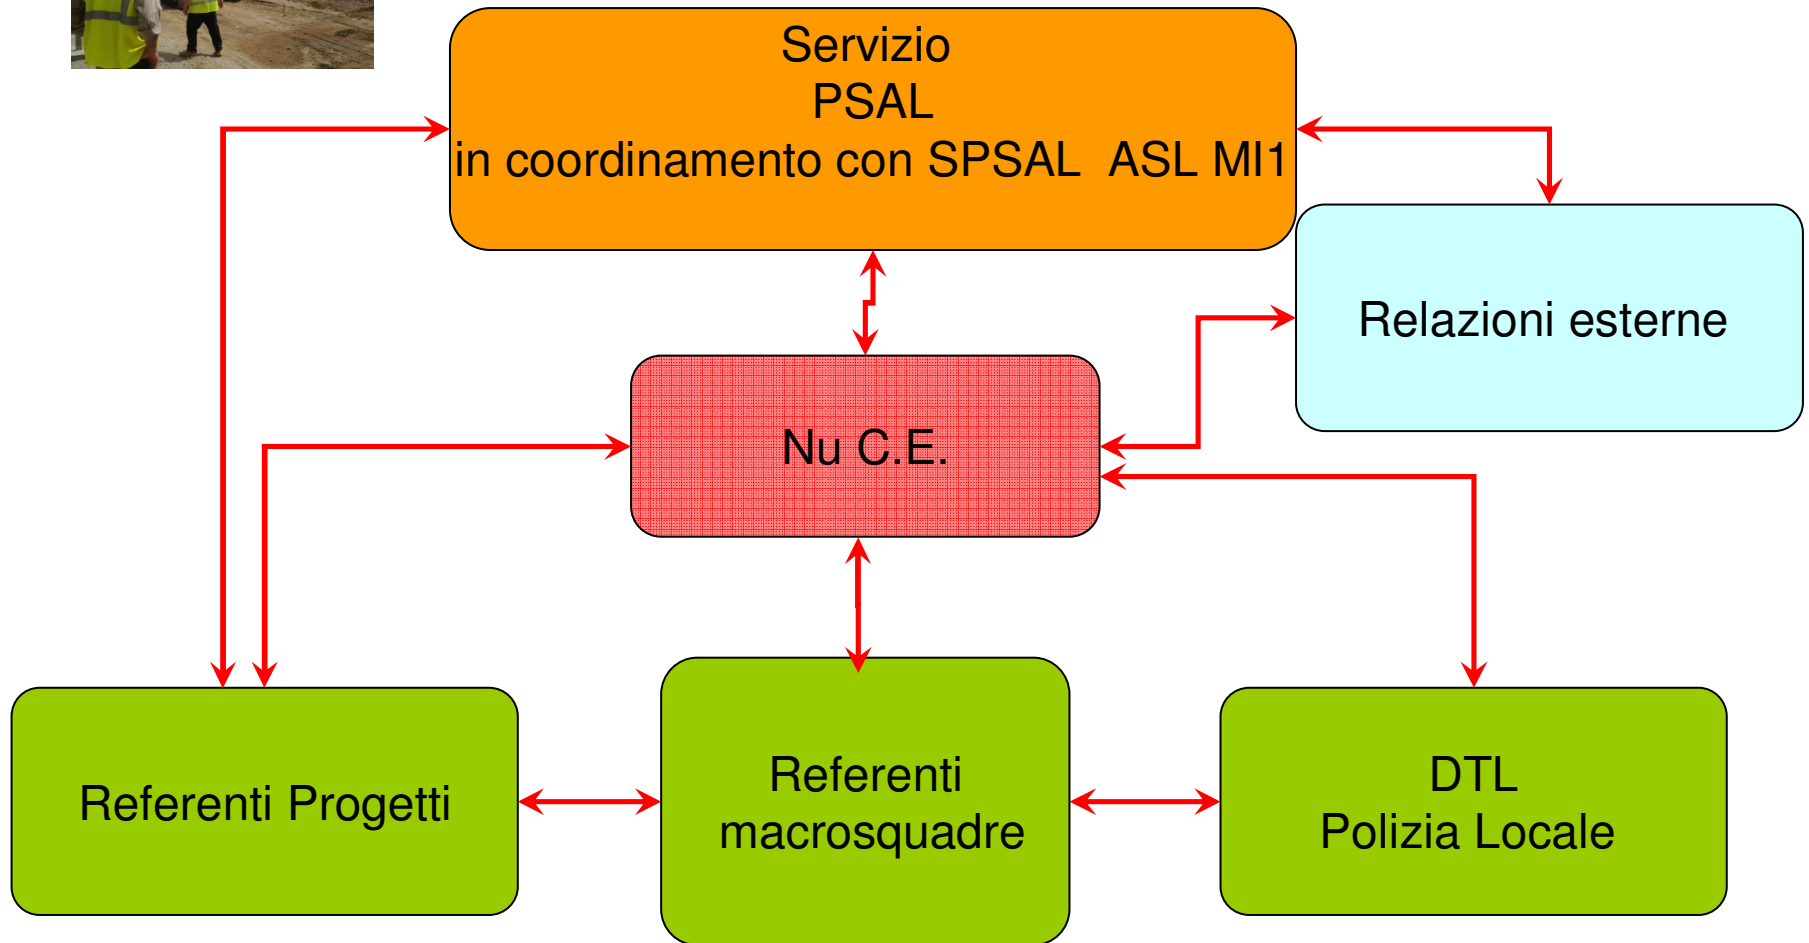 Servizio
PSAL
in coordinamento con SPSAL ASL MI1
Relazioni esterne
Nu C.E.
Referenti Progetti
Referenti
macrosquadre
DTL
Polizia Locale